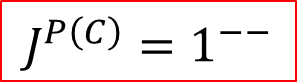 J^{P(C)} = 1^{--}